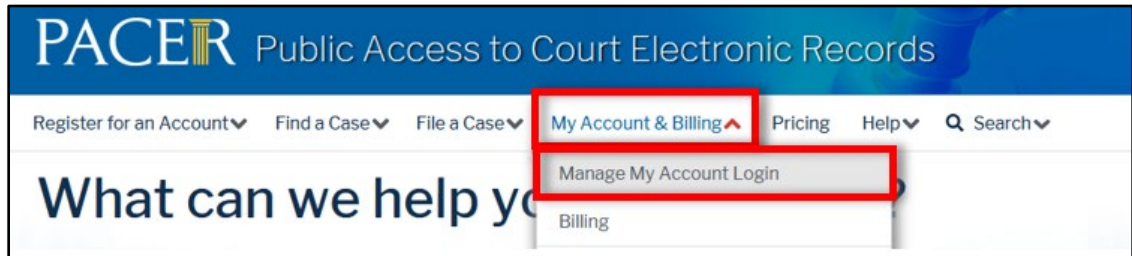 PACER Public Access to Court Electronic Records
Register for an Account Find a Case File a Case My Account & Billing Pricing Help Search
What can we help yo ?
Manage My Account Login
Billing